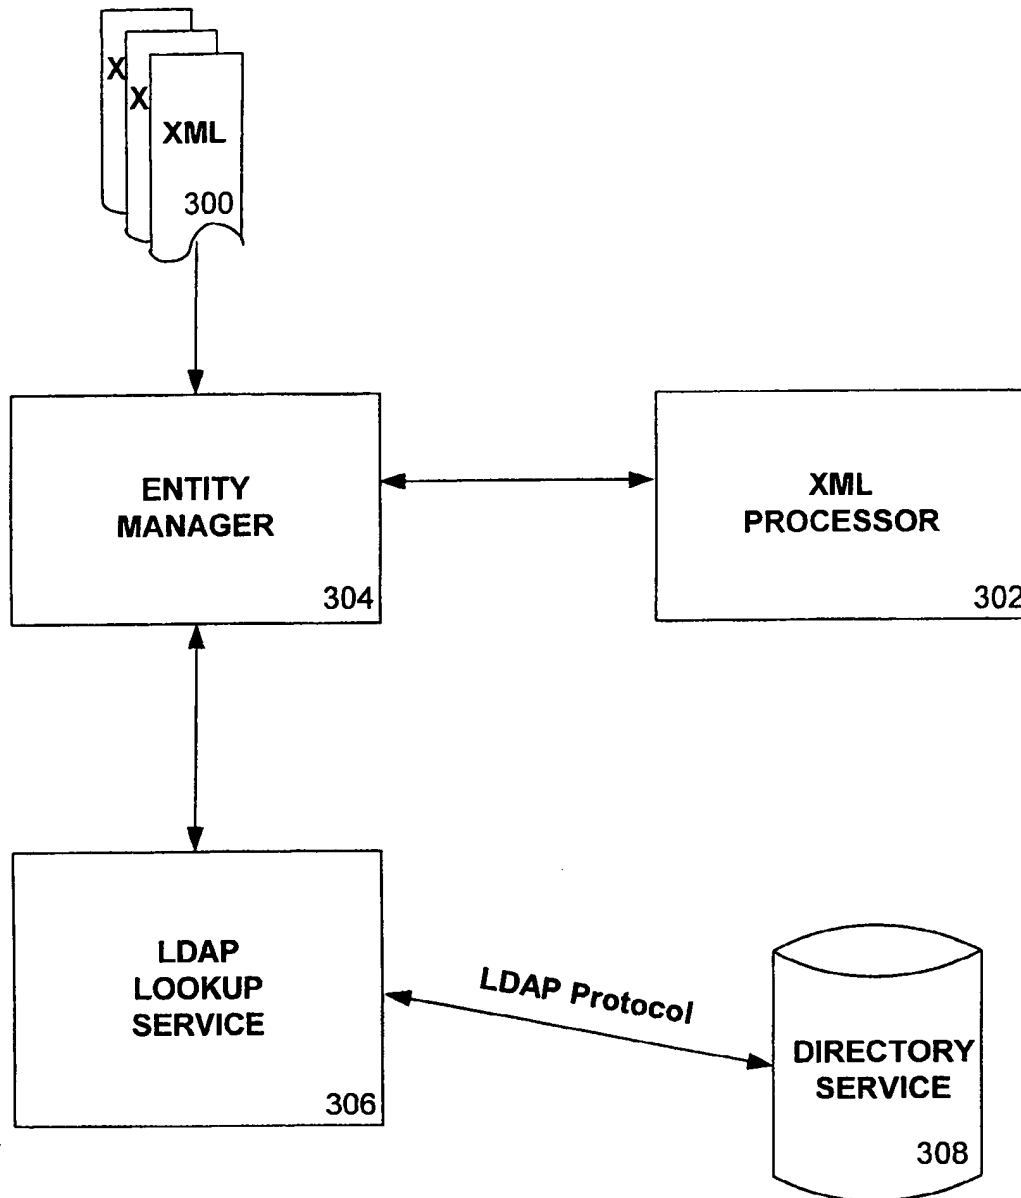 X
X
XML
300
ENTITY
MANAGER
304
XML
PROCESSOR
302
LDAP
LOOKUP
SERVICE
306
LDAP Protocol
DIRECTORY
SERVICE
308